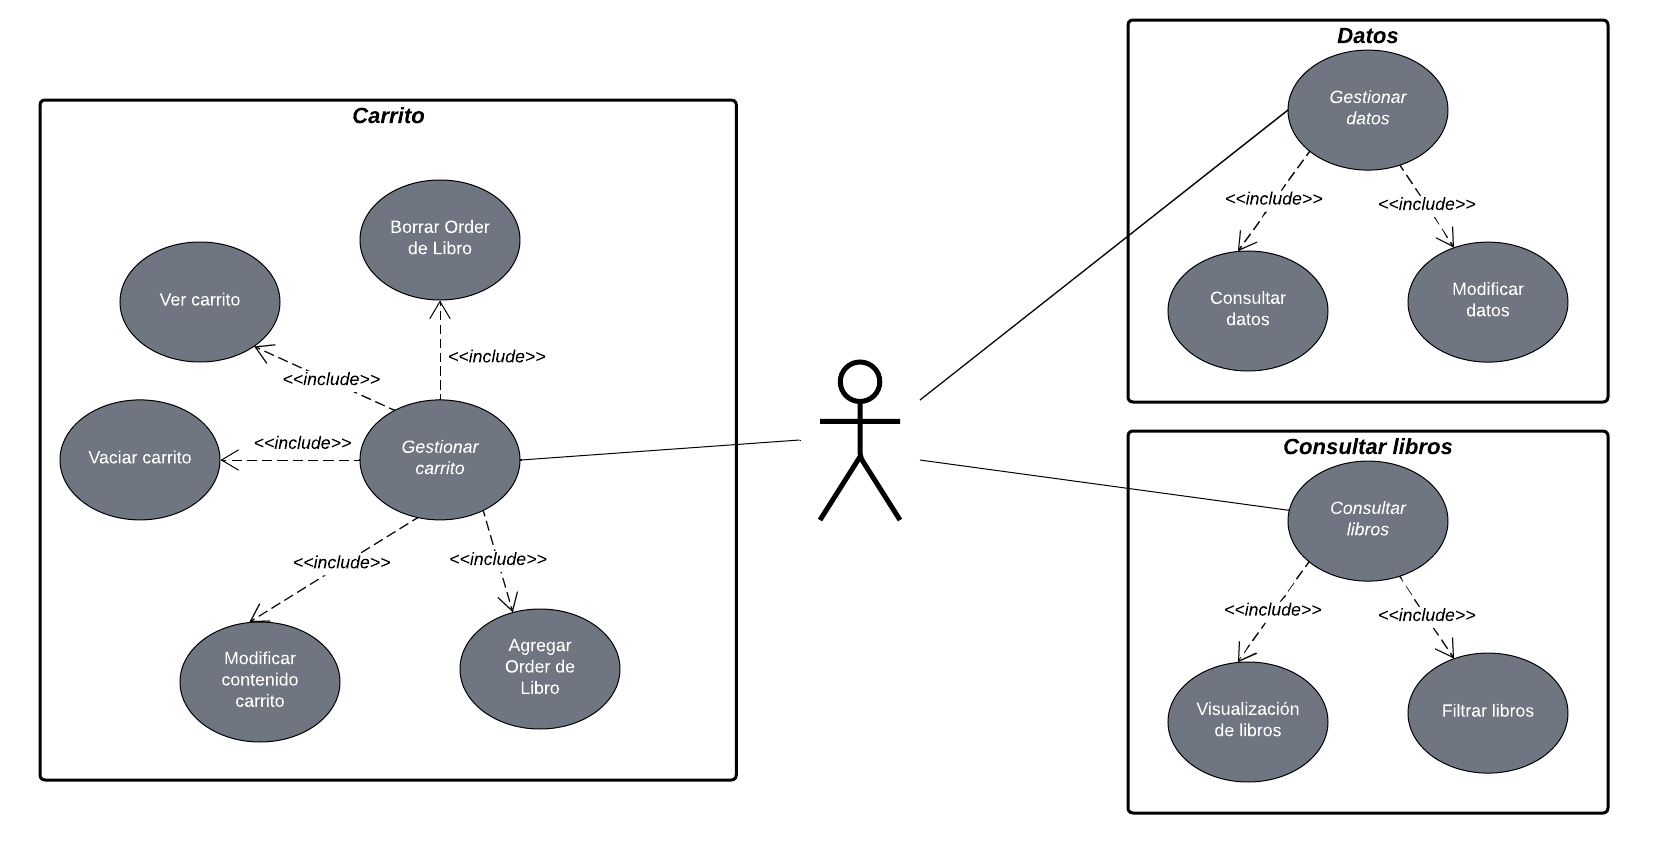 Carrito
Borrar Order
de Libro
Ver carrito
<<include>>
<<include>>
Vaciar carrito
<<include>>
Gestionar
carrito
<<include>>
<<include>>
Modificar
contenido
carrito
Agregar
Order de
Libro
Datos
Gestionar
datos
<<include>>
<<include>>
Consultar
datos
Modificar
datos
Consultar libros
Consultar
libros
<<include>>
<<include>>
Visualización
de libros
Filtrar libros